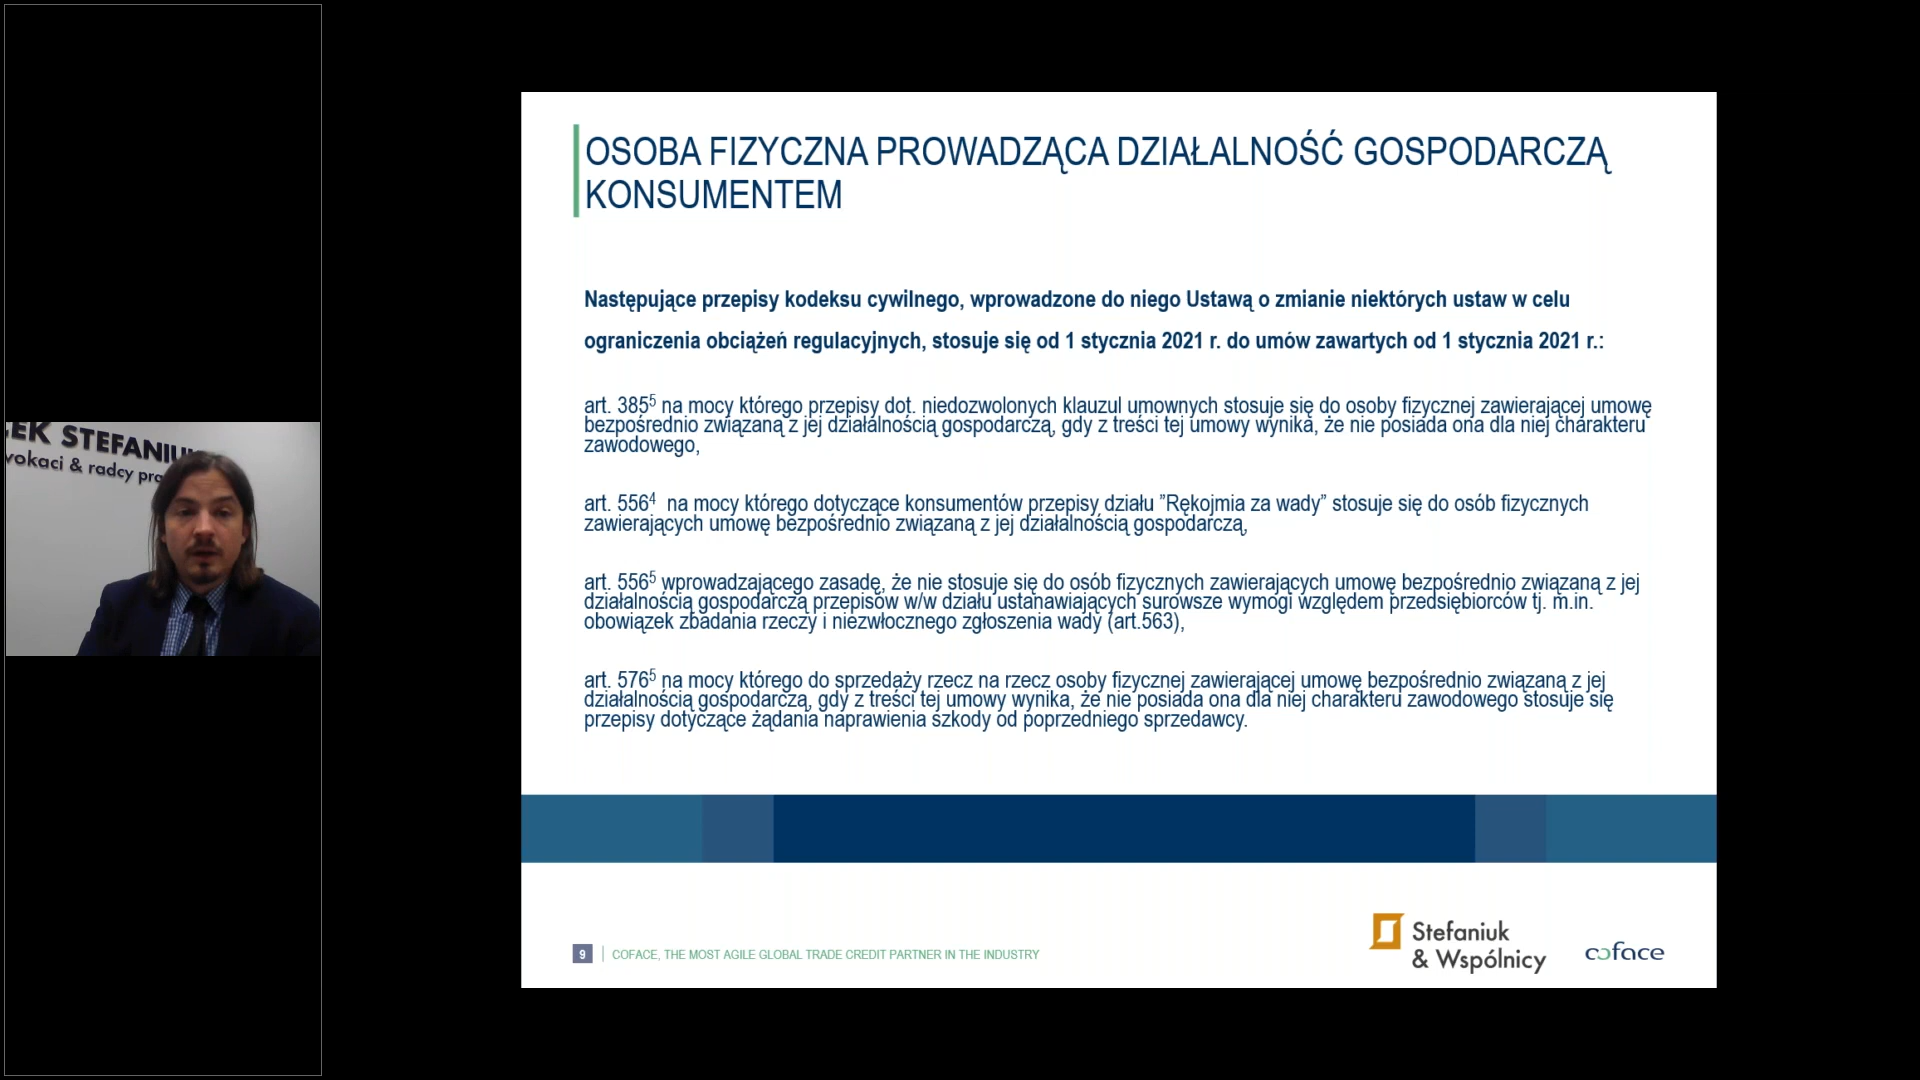 EK STEFANIUK
wokaci & radcy pra
OSOBA FIZYCZNA PROWADZĄCA DZIAŁALNOŚĆ GOSPODARCZĄ
KONSUMENTEM
Następujące przepisy kodeksu cywilnego, wprowadzone do niego Ustawą o zmianie niektórych ustaw w celu
ograniczenia obciążeń regulacyjnych, stosuje się od 1 stycznia 2021 r. do umów zawartych od 1 stycznia 2021 r.:
art. 385⁵ na mocy którego przepisy dot. niedozwolonych klauzul umownych stosuje się do osoby fizycznej zawierającej umowę
bezpośrednio związaną z jej działalnością gospodarczą, gdy z treści tej umowy wynika, że nie posiada ona dla niej charakteru
zawodowego,
art. 556⁴ na mocy którego dotyczące konsumentów przepisy działu ”Rękojmia za wady” stosuje się do osób fizycznych
zawierających umowę bezpośrednio związaną z jej działalnością gospodarczą,
art. 556⁵ wprowadzającego zasadę, że nie stosuje się do osób fizycznych zawierających umowę bezpośrednio związaną z jej
działalnością gospodarczą przepisów w/w działu ustanawiających surowsze wymogi względem przedsiębiorców tj. m.in.
obowiązek zbadania rzeczy i niezwłocznego zgłoszenia wady (art.563),
art. 576⁵ na mocy którego do sprzedaży rzecz na rzecz osoby fizycznej zawierającej umowę bezpośrednio związaną z jej
działalnością gospodarczą, gdy z treści tej umowy wynika, że nie posiada ona dla niej charakteru zawodowego stosuje się
przepisy dotyczące żądania naprawienia szkody od poprzedniego sprzedawcy.
9 COFACE, THE MOST AGILE GLOBAL TRADE CREDIT PARTNER IN THE INDUSTRY
Stefaniuk
& Wspólnicy
coface